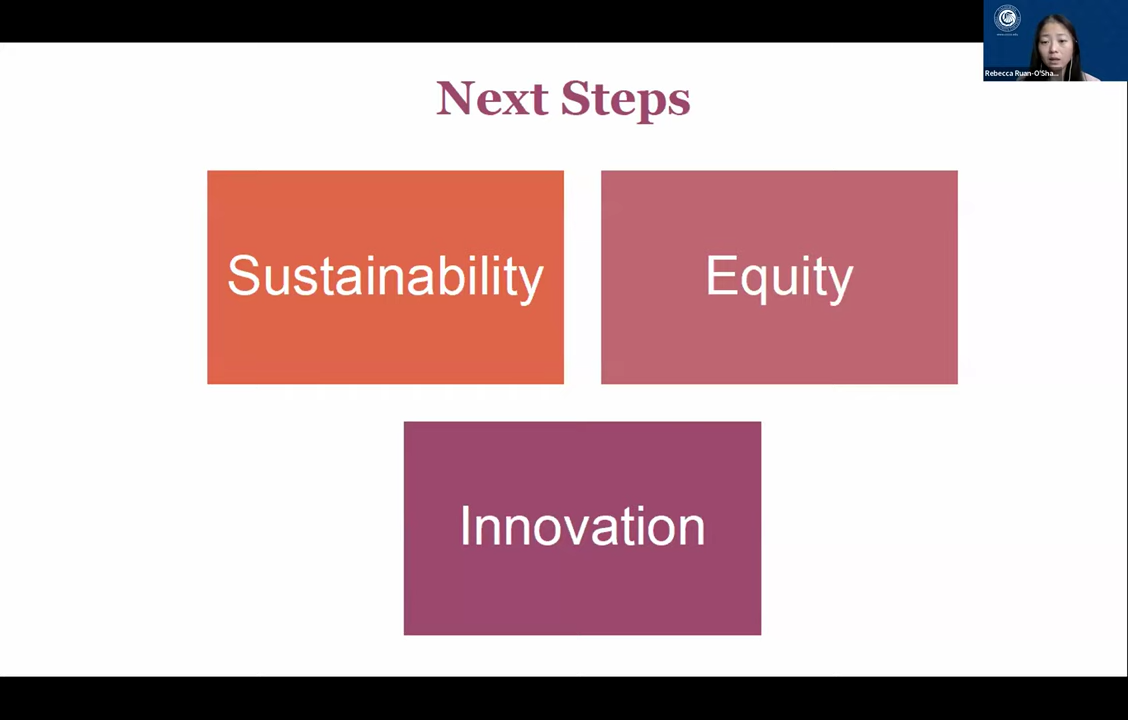 Rebecca Ruan-O'Sha...
Next Steps
Sustainability
Equity
Innovation